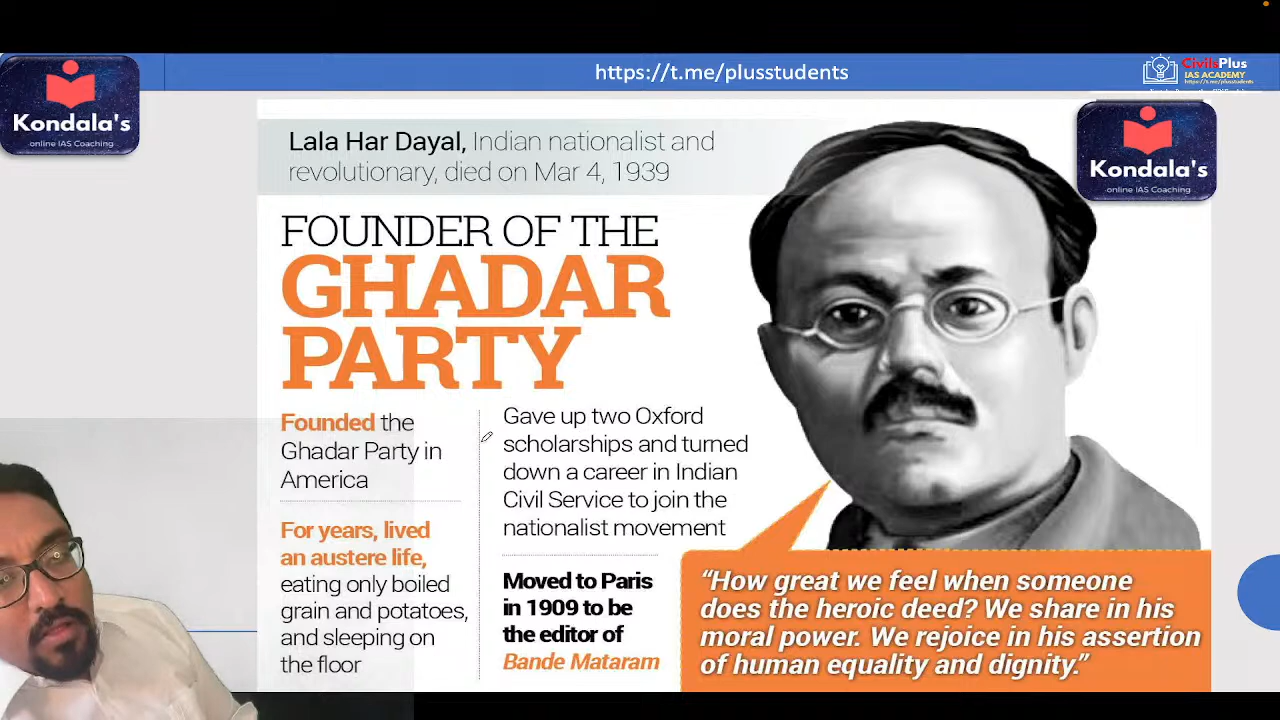 https://t.me/plusstudents
CivilsPlus
IAS ACADEMY
https://t.me/plusstudents
Kondala's
online IAS Coaching
Kondala's
online IAS Coaching
Lala Har Dayal, Indian nationalist and
revolutionary, died on Mar 4, 1939
FOUNDER OF THE
GHADAR
PARTY
Founded the
Ghadar Party in
America
For years, lived
an austere life,
eating only boiled
grain and potatoes,
and sleeping on
the floor
Gave up two Oxford
scholarships and turned
down a career in Indian
Civil Service to join the
nationalist movement
Moved to Paris
in 1909 to be
the editor of
Bande Mataram
“How great we feel when someone
does the heroic deed? We share in his
moral power. We rejoice in his assertion
of human equality and dignity.”